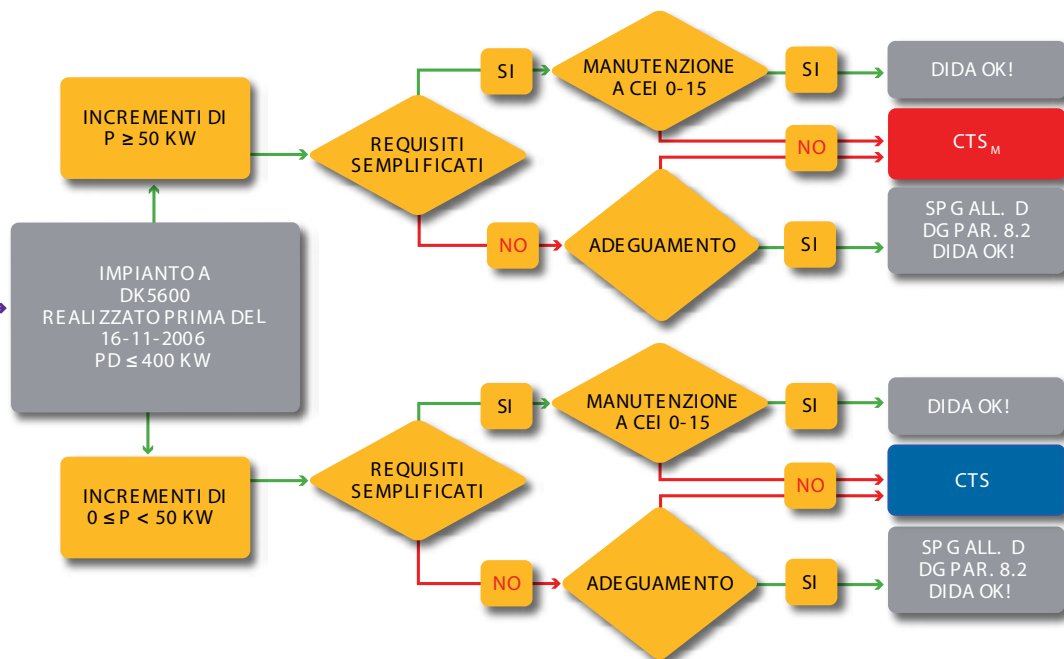 INCREMENTI DI
P ≥ 50 KW
REQUISITI
SEMPLIFICATI
SI
MANUTENZIONE
A CEI 0-15
SI
DIDA OK!
NO
CTS M
NO
ADEGUAMENTO
SI
SPG ALL. D
DG PAR. 8.2
DIDA OK!
IMPIANTO A
DK5600
REALIZZATO PRIMA DEL
16-11-2006
PD ≤ 400 KW
INCREMENTI DI
0 ≤ P < 50 KW
REQUISITI
SEMPLIFICATI
SI
MANUTENZIONE
A CEI 0-15
SI
DIDA OK!
NO
CTS
NO
ADEGUAMENTO
SI
SPG ALL. D
DG PAR. 8.2
DIDA OK!